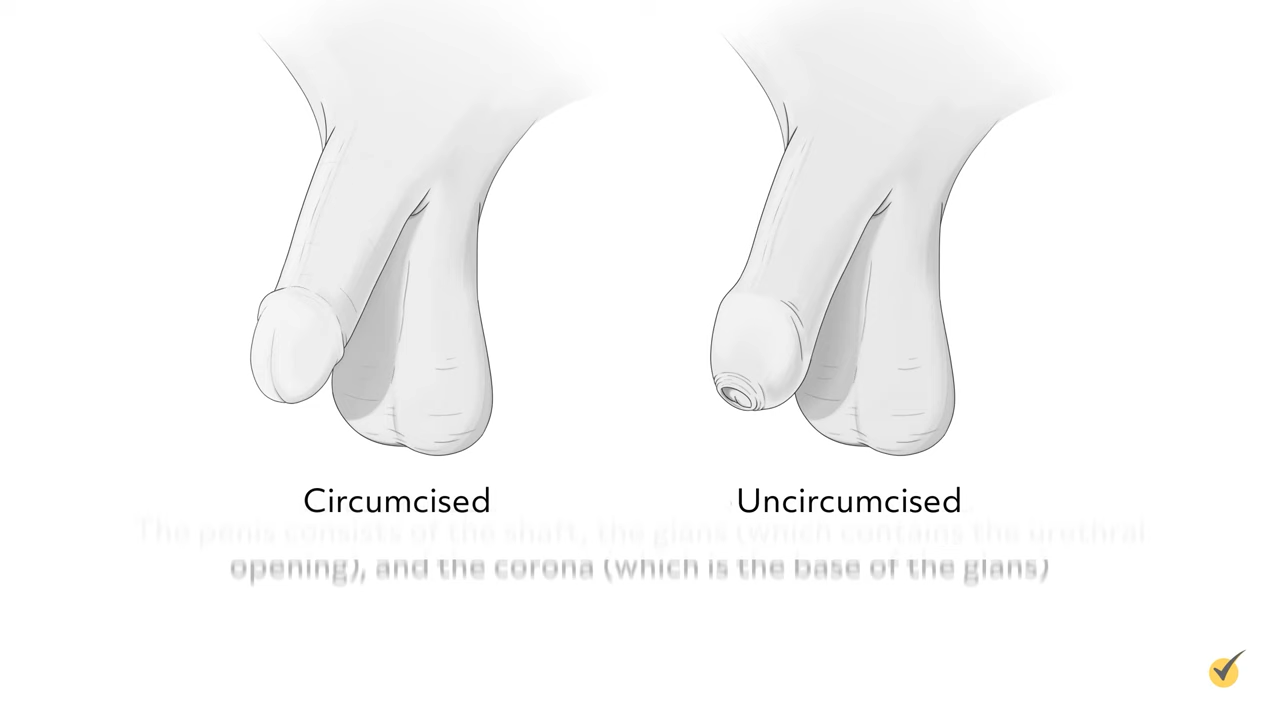 Circumcised
Uncircumcised
The penis consists of the shaft, the glans (which contains the urethral
opening), and the corona (which is the base of the glans)